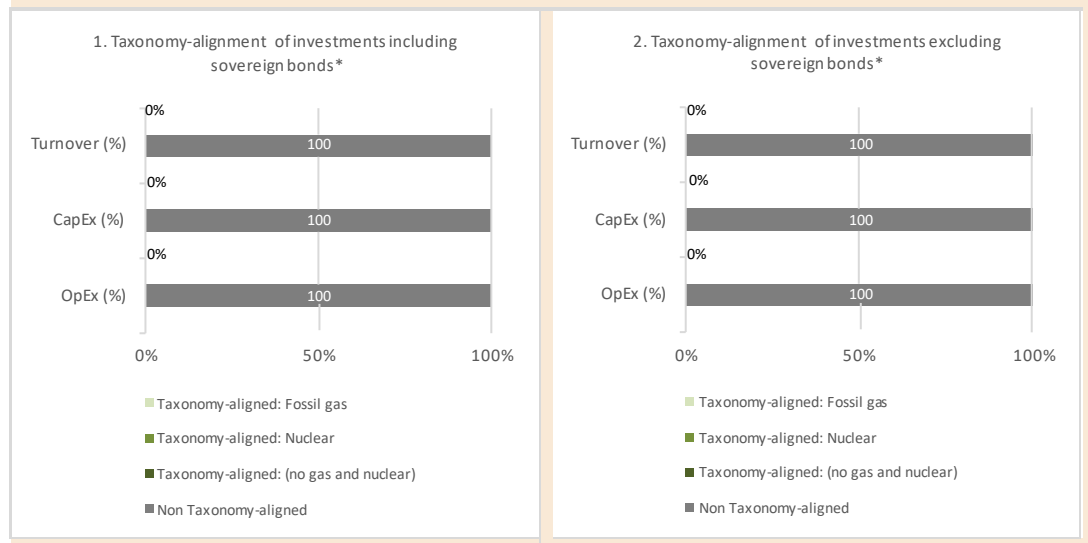 1. Taxonomy-alignment of investments including
sovereign bonds*
0%
Turnover (%)
100
0%
CapEx (%)
100
0%
OpEx (%)
100
0%
50%
100%
Taxonomy-aligned: Fossil gas
Taxonomy-aligned: Nuclear
Taxonomy-aligned: (no gas and nuclear)
Non Taxonomy-aligned
2. Taxonomy-alignment of investments excluding
sovereign bonds*
0%
Turnover (%)
100
0%
CapEx (%)
100
0%
OpEx (%)
100
0%
50%
100%
Taxonomy-aligned: Fossil gas
Taxonomy-aligned: Nuclear
Taxonomy-aligned: (no gas and nuclear)
Non Taxonomy-aligned